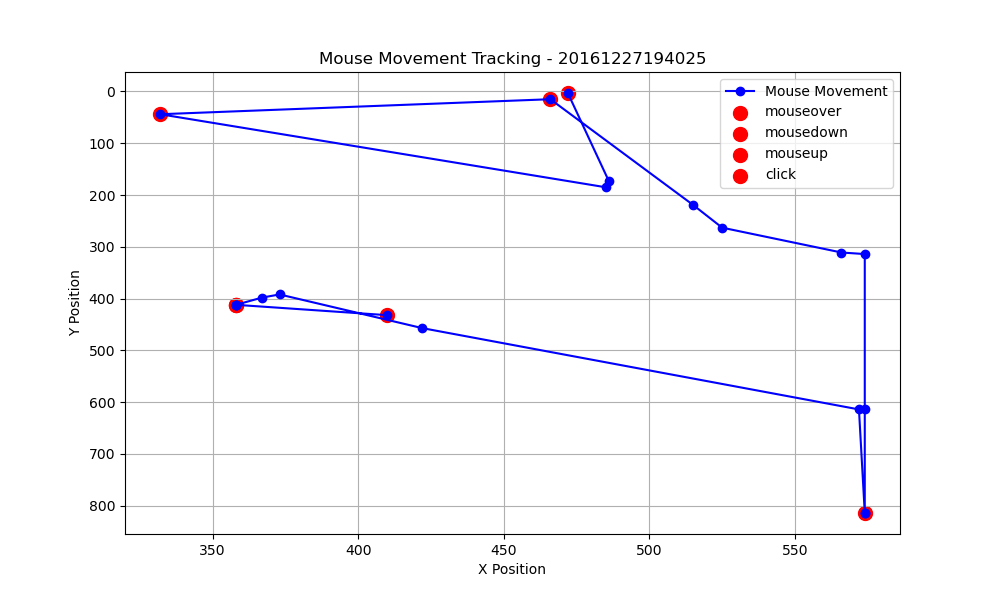 Mouse Movement Tracking - 20161227194025
Mouse Movement
mouseover
mousedown
mouseup
click
0
100
200
300
400
500
600
700
800
Y Position
350
400
450
500
550
X Position